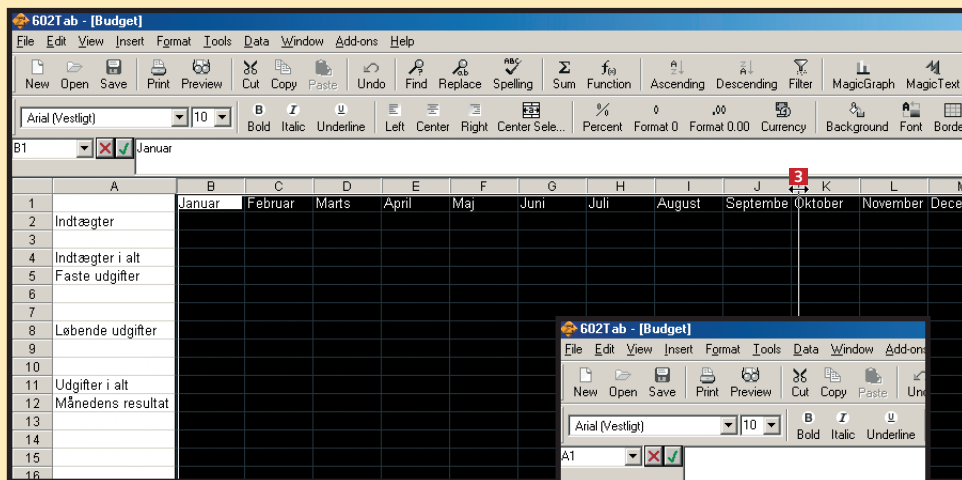 602Tab - [Budget]
File Edit View Insert Format Tools Data Window Add-ons Help
New Open Save Print Preview Cut Copy Paste Undo Find Replace Spelling Sum Function Ascending Descending Filter MagicGraph MagicText
Arial (Vestligt) 10 Bold Italic Underline Left Center Right Center Sele... Percent Format 0 Format 0.00 Currency Background Font Borde
B1 Januar
3
A B C D E F G H I J K L M
1 Januar Februar Marts April Maj Juni Juli August Septembe Oktober November Dece
2 Indtægter
3
4 Indtægter i alt
5 Faste udgifter
6
7
8 Løbende udgifter
9
10
11 Udgifter i alt
12 Månedens resultat
13
14
15
16
602Tab - [Budget]
File Edit View Insert Format Tools Data Window Add-on
New Open Save Print Preview Cut Copy Paste Un
Arial (Vestligt) 10 Bold Italic Underline
A1